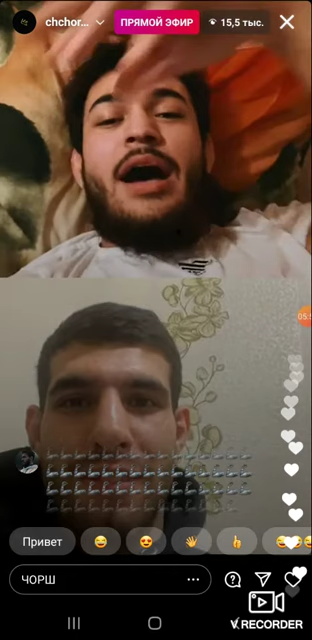 chchor...
ПРЯМОЙ ЭФИР
15,5 тыс.
Привет
ЧОРШ
V.RECORDER